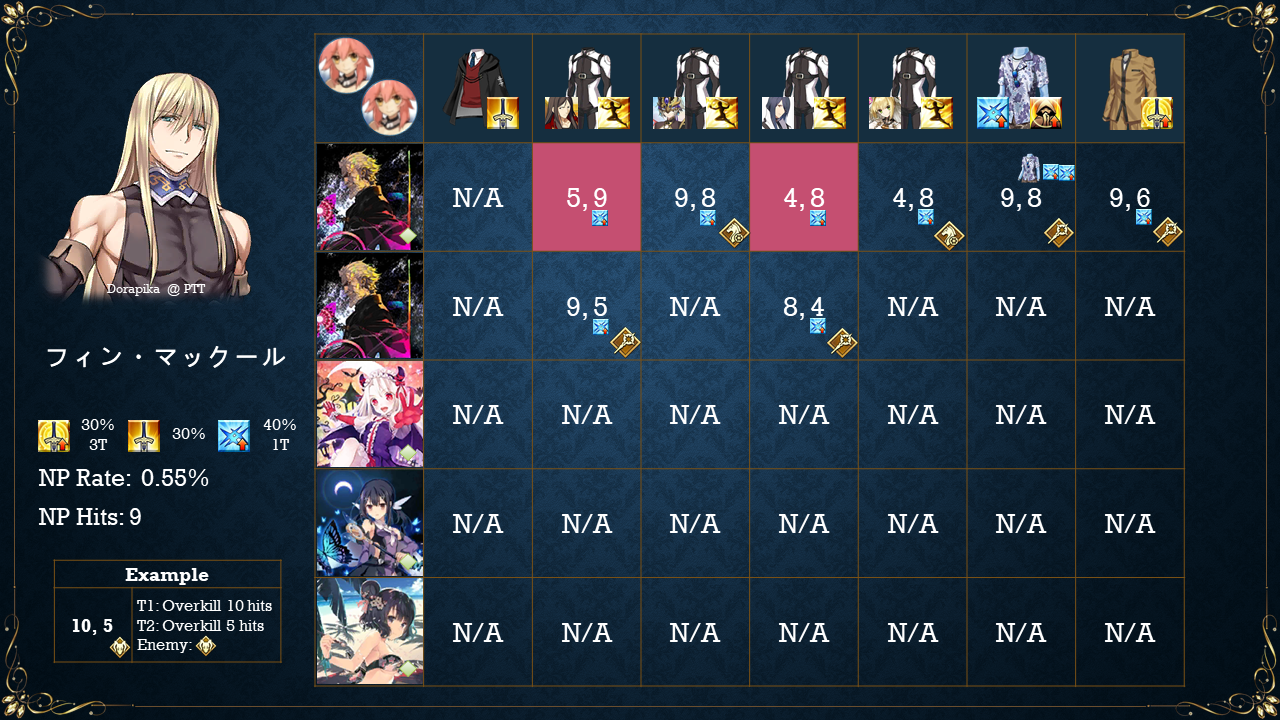 Dorapika @ PTT
フィン・マックール
30%
3T
30%
40%
1T
NP Rate: 0.55%
NP Hits: 9
Example
10, 5
T1: Overkill 10 hits
T2: Overkill 5 hits
Enemy:
N/A 5,9 9,8 4,8 4,8 9,8 9,6
N/A 9,5 N/A 8,4 N/A N/A N/A
N/A N/A N/A N/A N/A N/A N/A
N/A N/A N/A N/A N/A N/A N/A
N/A N/A N/A N/A N/A N/A N/A